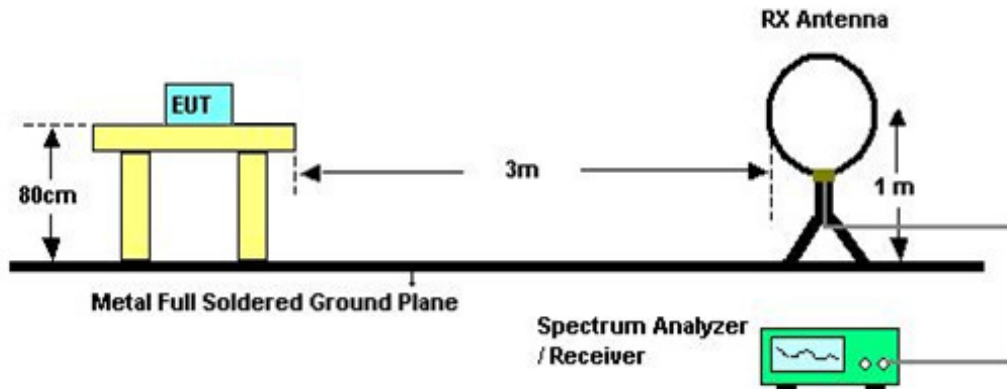 RX Antenna
EUT
80cm
3m
1 m
Metal Full Soldered Ground Plane
Spectrum Analyzer
/ Receiver